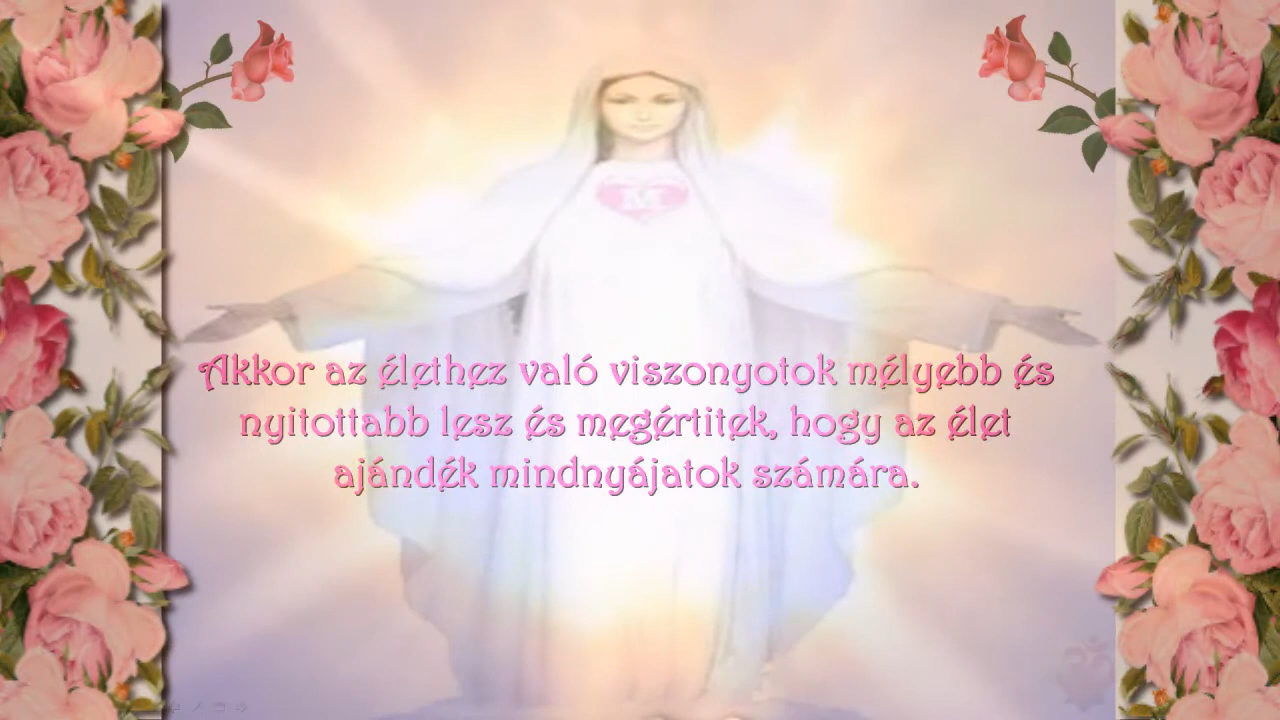 Akkor az élethez való viszonyotok mélyebb és
nyitottabb lesz és megértitek, hogy az élet
ajándék mindnyájatok számára.